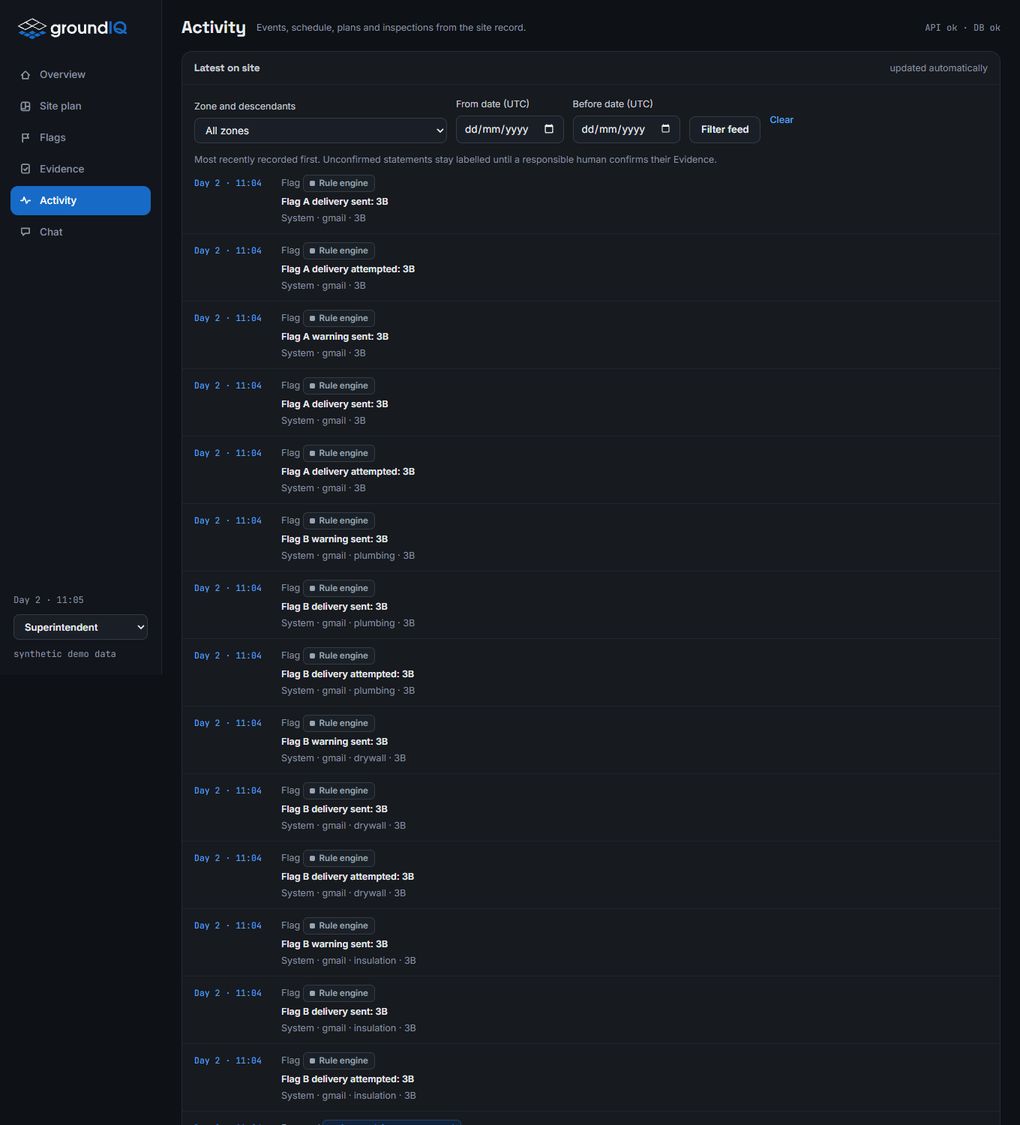 groundIQ
Overview
Site plan
Flags
Evidence
Activity
Chat
Day 2 · 11:05
Superintendent
synthetic demo data
Activity Events, schedule, plans and inspections from the site record. API ok · DB ok
Latest on site updated automatically
Zone and descendants From date (UTC) Before date (UTC)
All zones dd/mm/yyyy dd/mm/yyyy Filter feed Clear
Most recently recorded first. Unconfirmed statements stay labelled until a responsible human confirms their Evidence.
Day 2 · 11:04 Flag Rule engine
Flag A delivery sent: 3B
System · gmail · 3B
Day 2 · 11:04 Flag Rule engine
Flag A delivery attempted: 3B
System · gmail · 3B
Day 2 · 11:04 Flag Rule engine
Flag A warning sent: 3B
System · gmail · 3B
Day 2 · 11:04 Flag Rule engine
Flag A delivery sent: 3B
System · gmail · 3B
Day 2 · 11:04 Flag Rule engine
Flag A delivery attempted: 3B
System · gmail · 3B
Day 2 · 11:04 Flag Rule engine
Flag B warning sent: 3B
System · gmail · plumbing · 3B
Day 2 · 11:04 Flag Rule engine
Flag B delivery sent: 3B
System · gmail · plumbing · 3B
Day 2 · 11:04 Flag Rule engine
Flag B delivery attempted: 3B
System · gmail · plumbing · 3B
Day 2 · 11:04 Flag Rule engine
Flag B warning sent: 3B
System · gmail · drywall · 3B
Day 2 · 11:04 Flag Rule engine
Flag B delivery sent: 3B
System · gmail · drywall · 3B
Day 2 · 11:04 Flag Rule engine
Flag B delivery attempted: 3B
System · gmail · drywall · 3B
Day 2 · 11:04 Flag Rule engine
Flag B warning sent: 3B
System · gmail · insulation · 3B
Day 2 · 11:04 Flag Rule engine
Flag B delivery sent: 3B
System · gmail · insulation · 3B
Day 2 · 11:04 Flag Rule engine
Flag B delivery attempted: 3B
System · gmail · insulation · 3B